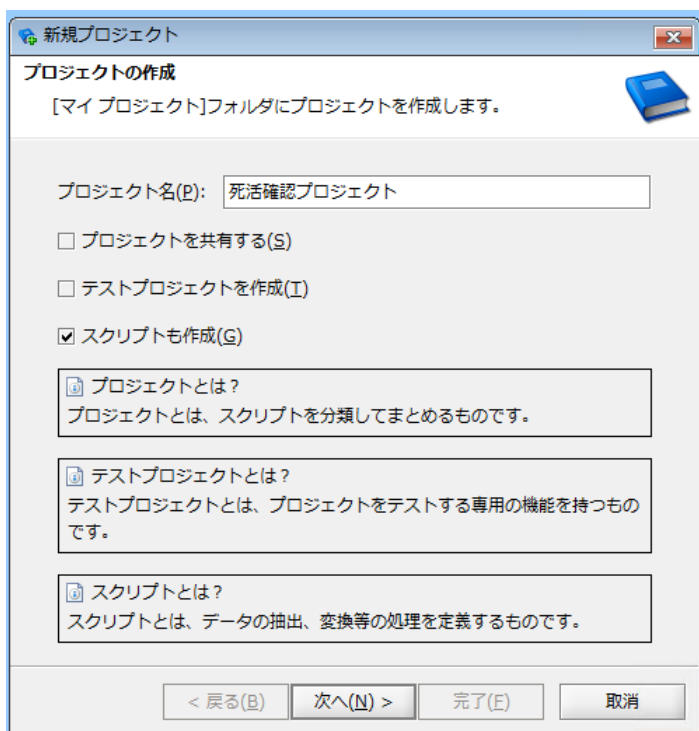 新規プロジェクト
プロジェクトの作成
[マイ プロジェクト]フォルダにプロジェクトを作成します。
プロジェクト名(P): 死活確認プロジェクト
プロジェクトを共有する(S)
テストプロジェクトを作成(T)
スクリプトも作成(G)
プロジェクトとは?
プロジェクトとは、スクリプトを分類してまとめるものです。
テストプロジェクトとは?
テストプロジェクトとは、プロジェクトをテストする専用の機能を持つもの
です。
スクリプトとは?
スクリプトとは、データの抽出、変換等の処理を定義するものです。
< 戻る(B) 次へ(N) > 完了(F) 取消